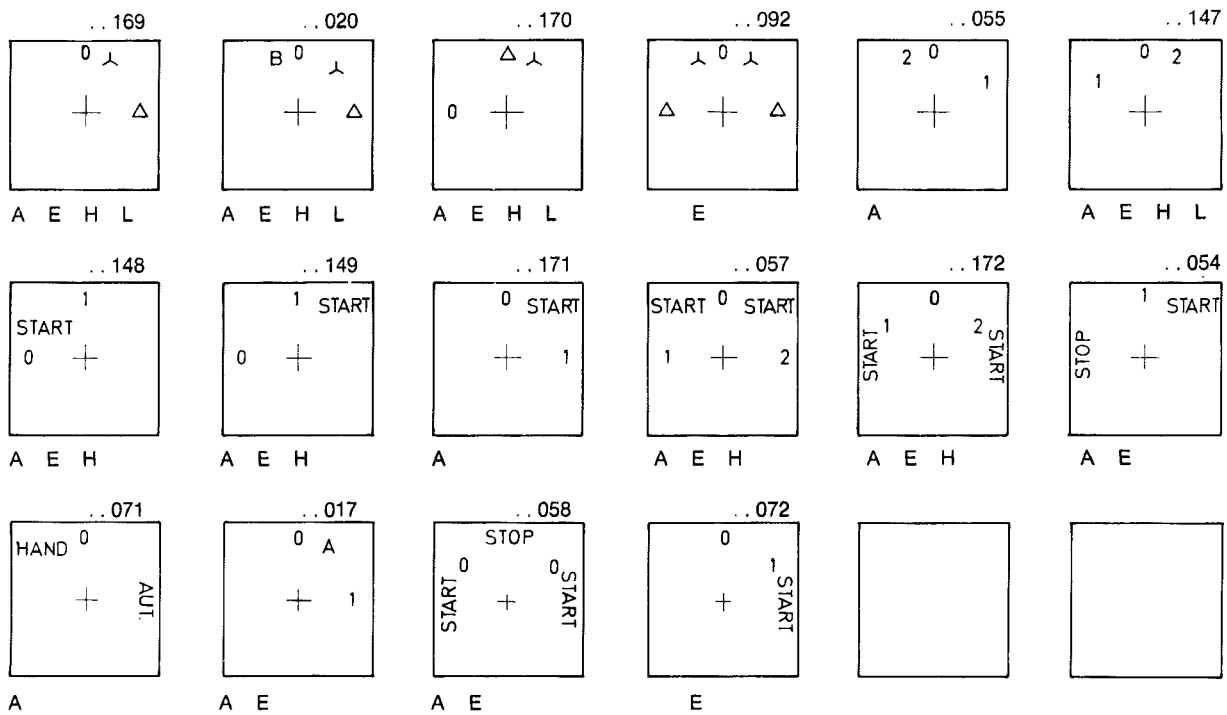 ..169 ..020 ..170 ..092 ..055 ..147
0 B 0 0 2 0 0 2
1 1
0
A E H L A E H L A E H L E A A E H L
..148 ..149 ..171 ..057 ..172 ..054
1 1 START 0 START START 0 START 0 1 START
START 1 2
0 0 1 1 2 START START STOP
A E H A E H A A E H A E H A E
..071 ..017 ..058 ..072
HAND 0 0 A STOP 0
0 0 1
AUT. 1 START START START
A A E A E E